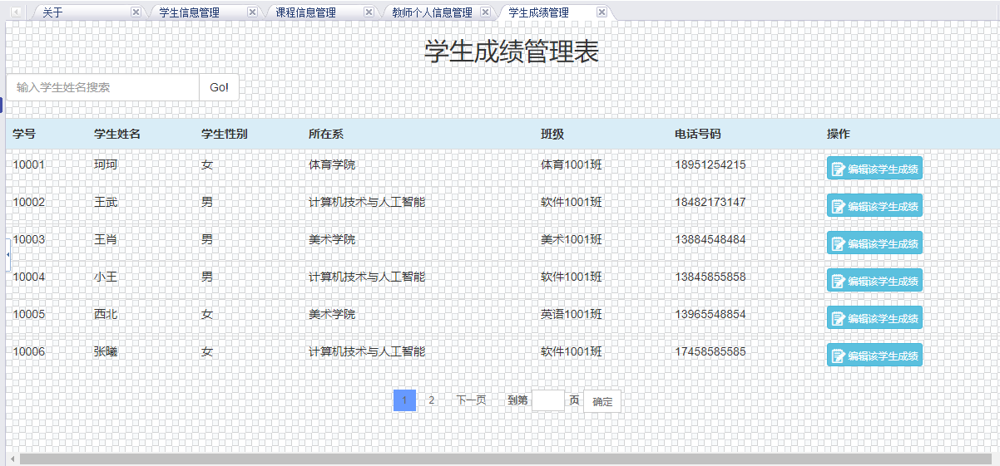 关于 学生信息管理 课程信息管理 教师个人信息管理 学生成绩管理
学生成绩管理表
输入学生姓名搜索 Go!
学号 学生姓名 学生性别 所在系 班级 电话号码 操作
10001 珂珂 女 体育学院 体育1001班 18951254215 编辑该学生成绩
10002 王武 男 计算机技术与人工智能 软件1001班 18482173147 编辑该学生成绩
10003 王肖 男 美术学院 美术1001班 13884548484 编辑该学生成绩
10004 小王 男 计算机技术与人工智能 软件1001班 13845855858 编辑该学生成绩
10005 西北 女 美术学院 英语1001班 13965548854 编辑该学生成绩
10006 张曦 女 计算机技术与人工智能 软件1001班 17458585585 编辑该学生成绩
1 2 下一页 到第 页 确定